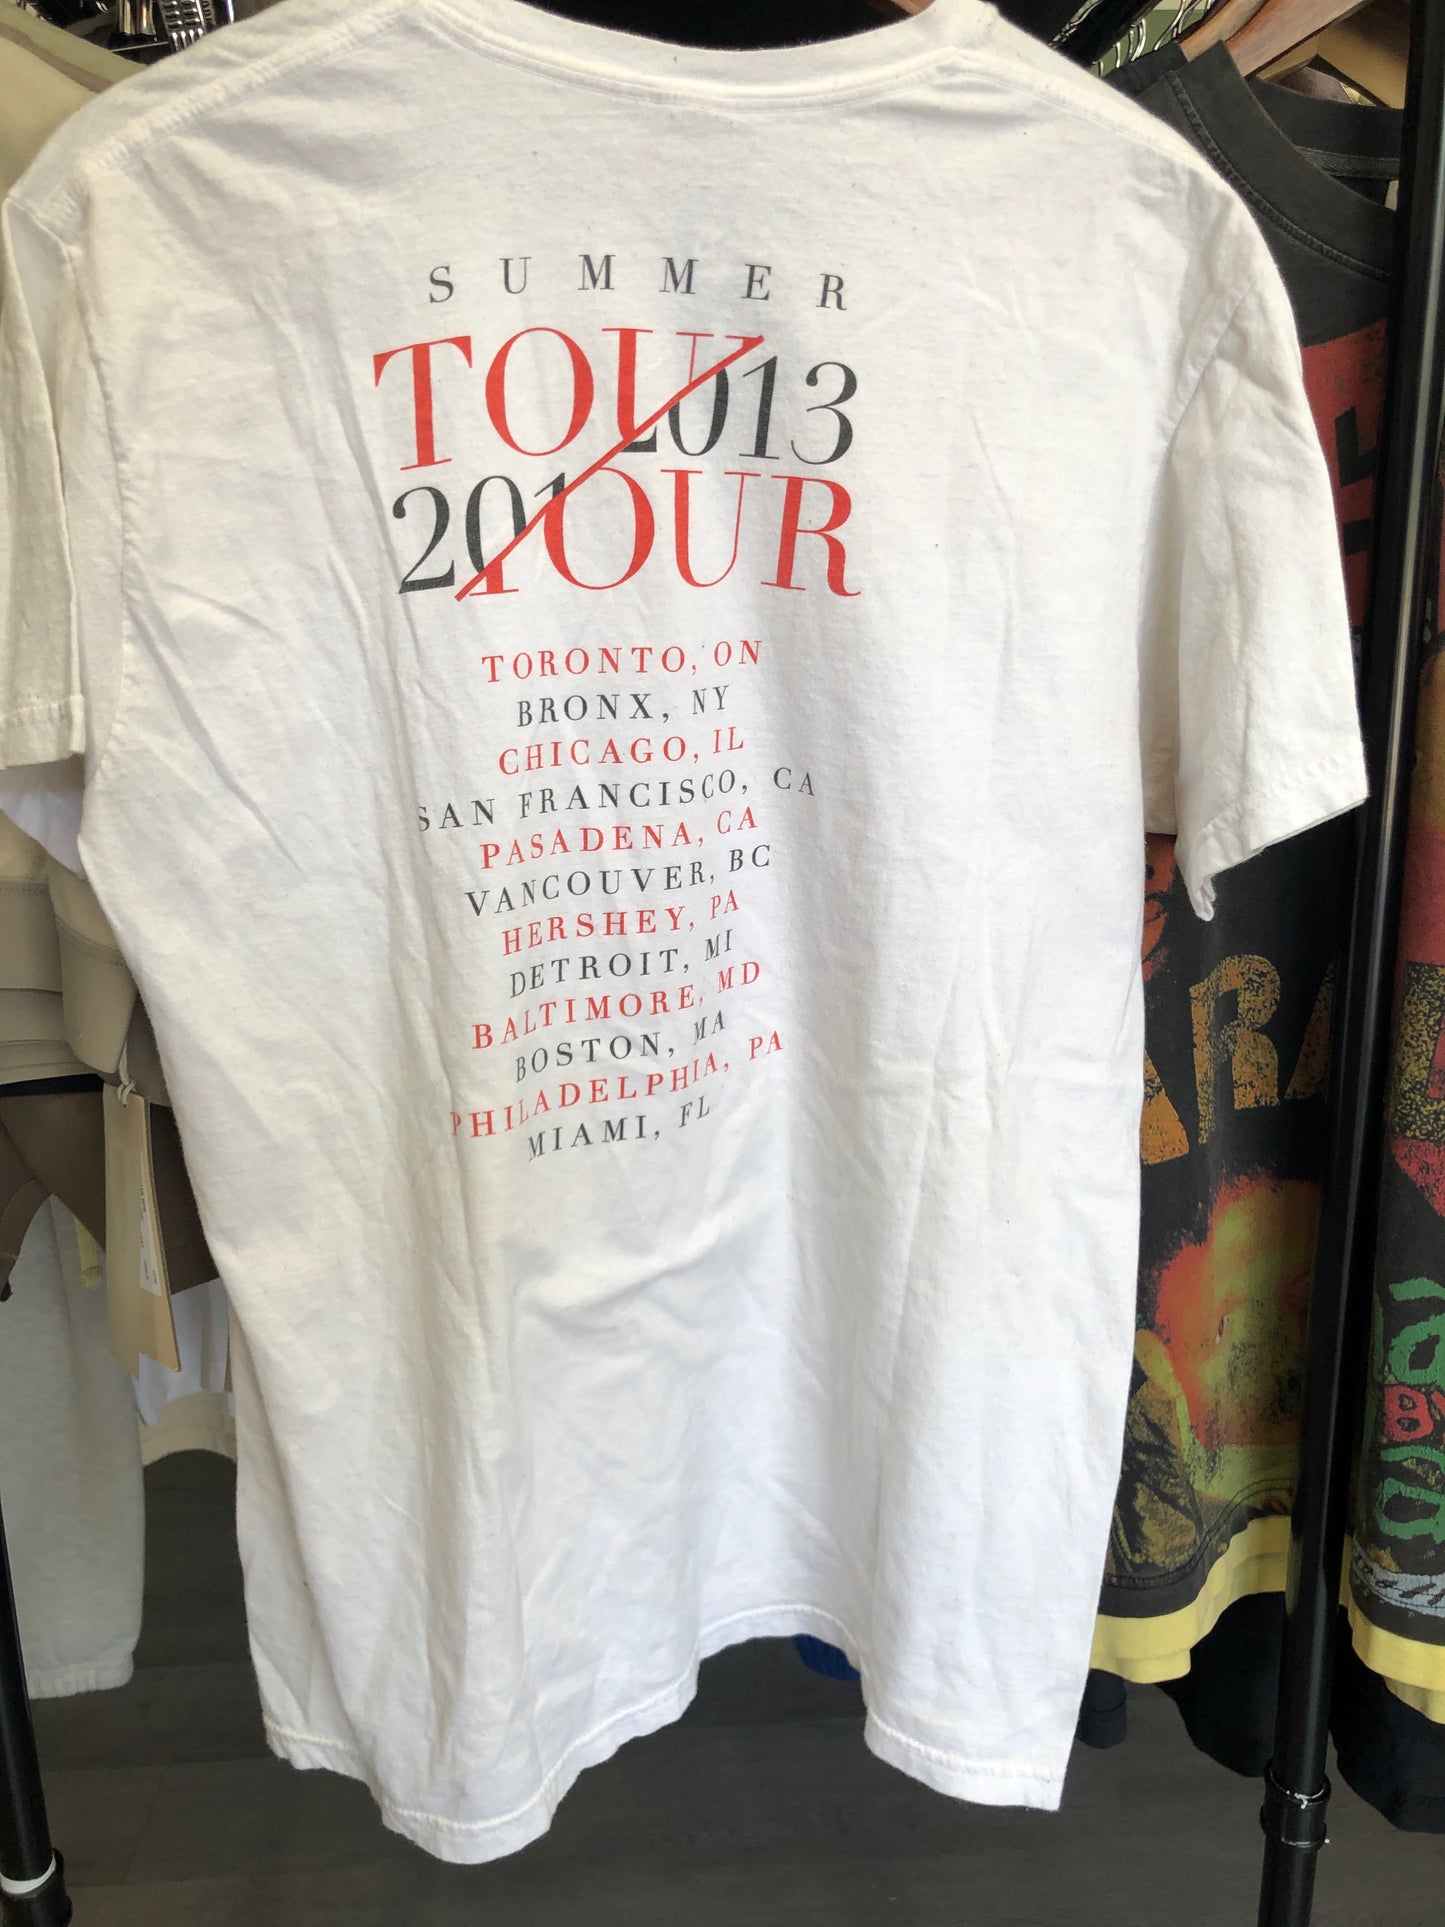 SUMMER
TOUR 2013
2013 TOUR
TORONTO, ON
BRONX, NY
CHICAGO, IL
SAN FRANCISCO, CA
PASADENA, CA
VANCOUVER, BC
HERSHEY, PA
DETROIT, MI
BALTIMORE, MD
BOSTON, MA
PHILADELPHIA, PA
MIAMI, FL
BY